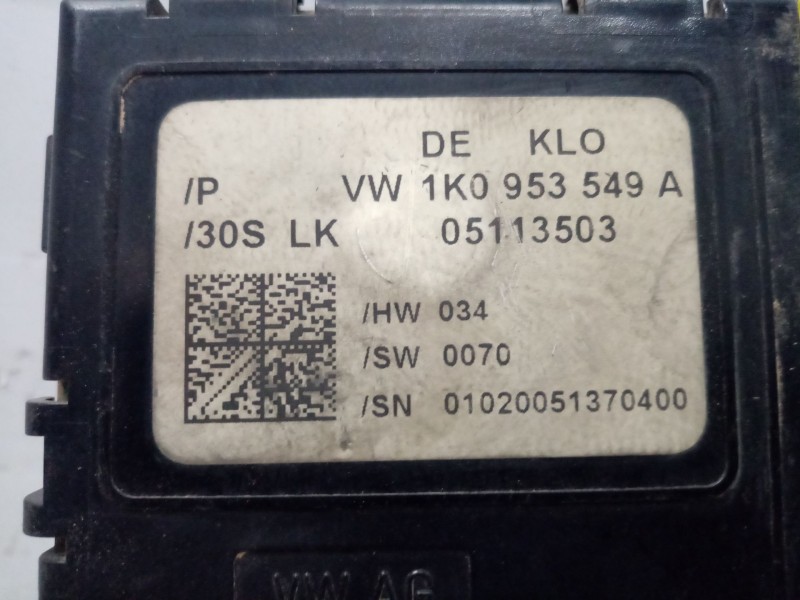 DE KLO
/P VW 1K0 953 549 A
/30S LK 05113503
/HW 034
/SW 0070
/SN 01020051370400
VW AG